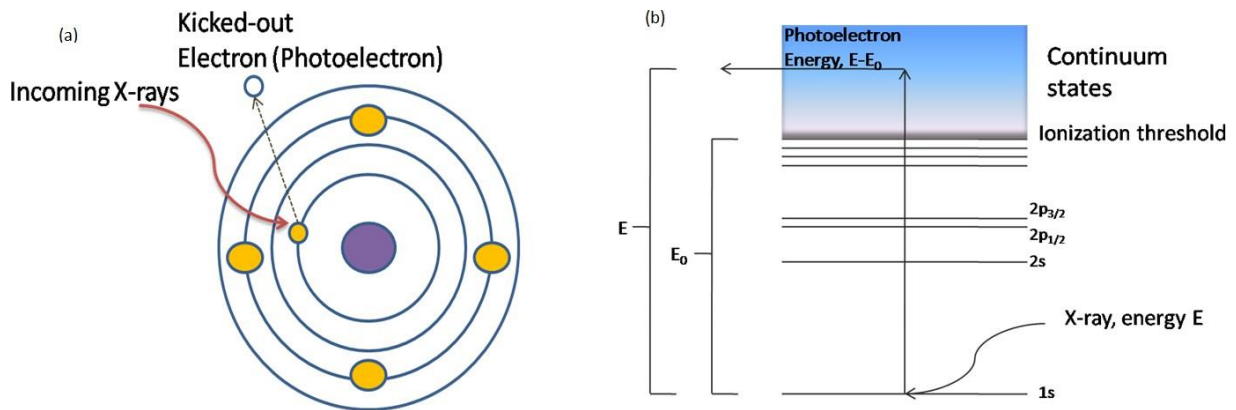 (a)
Kicked-out
Electron (Photoelectron)
Incoming X-rays
(b)
Photoelectron
Energy, E-E₀
Continuum
states
Ionization threshold
2p₃/₂
2p₁/₂
2s
E
E₀
X-ray, energy E
1s